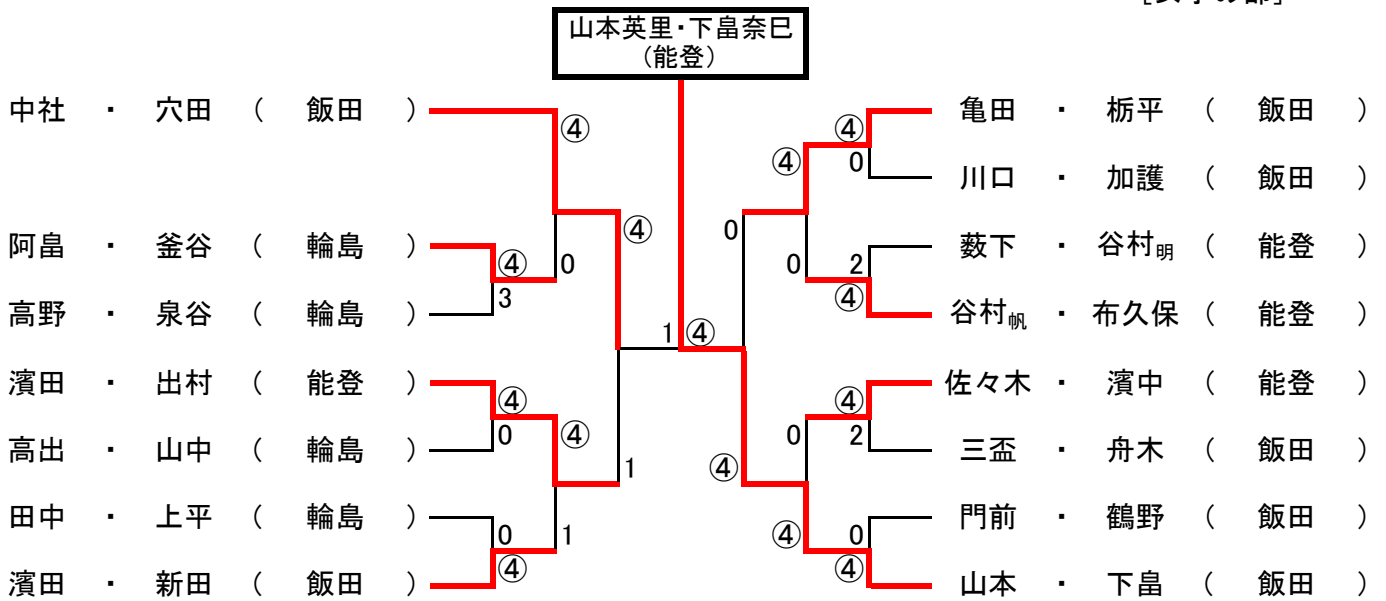 山本英里・下畠奈巳
(能登)
中社 ・ 穴田 ( 飯田 )
阿畠 ・ 釜谷 ( 輪島 )
高野 ・ 泉谷 ( 輪島 )
濱田 ・ 出村 ( 能登 )
高出 ・ 山中 ( 輪島 )
田中 ・ 上平 ( 輪島 )
濱田 ・ 新田 ( 飯田 )
④
④
3
0
④
④
0
④
0
④
1
1
1
④
亀田 ・ 栃平 ( 飯田 )
川口 ・ 加護 ( 飯田 )
薮下 ・ 谷村明 ( 能登 )
谷村帆 ・ 布久保 ( 能登 )
佐々木 ・ 濱中 ( 能登 )
三盃 ・ 舟木 ( 飯田 )
門前 ・ 鶴野 ( 飯田 )
山本 ・ 下畠 ( 飯田 )
④
0
④
0
2
④
0
④
2
0
④
0
④
④